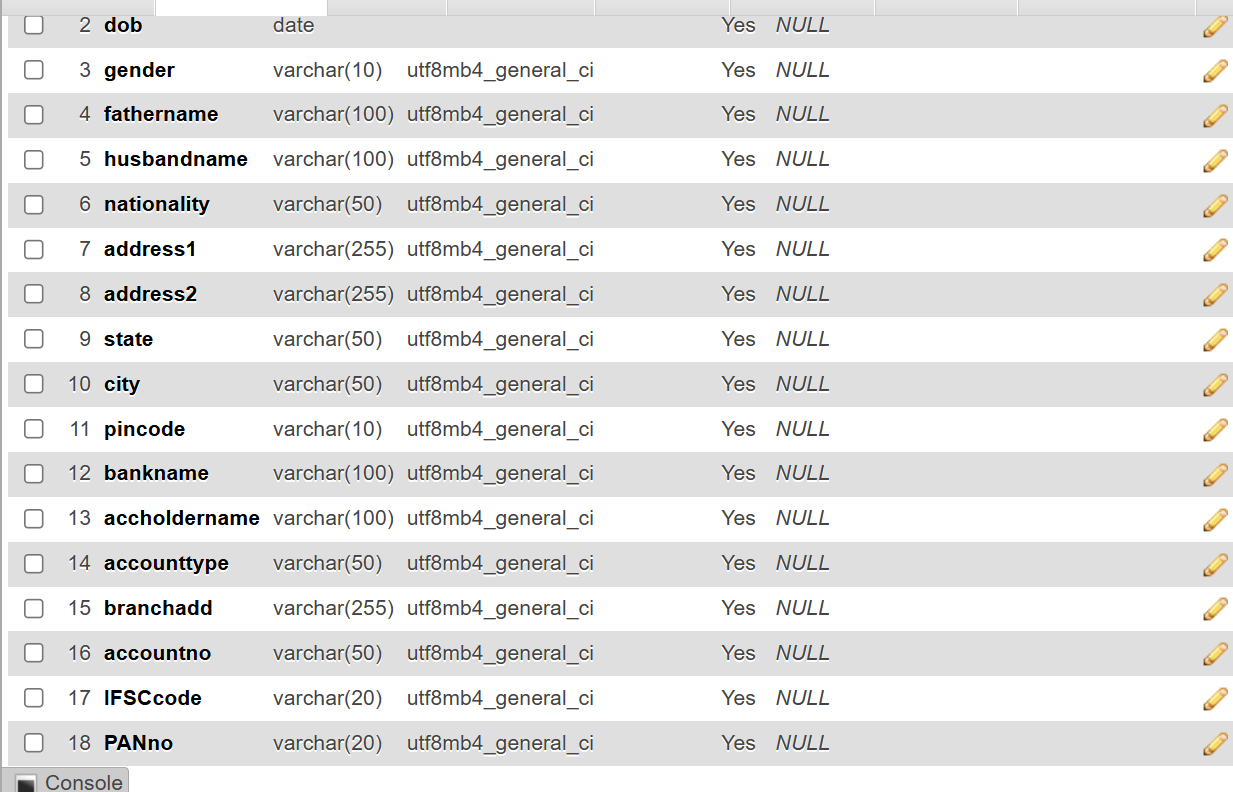 2 dob date Yes NULL
3 gender varchar(10) utf8mb4_general_ci Yes NULL
4 fathername varchar(100) utf8mb4_general_ci Yes NULL
5 husbandname varchar(100) utf8mb4_general_ci Yes NULL
6 nationality varchar(50) utf8mb4_general_ci Yes NULL
7 address1 varchar(255) utf8mb4_general_ci Yes NULL
8 address2 varchar(255) utf8mb4_general_ci Yes NULL
9 state varchar(50) utf8mb4_general_ci Yes NULL
10 city varchar(50) utf8mb4_general_ci Yes NULL
11 pincode varchar(10) utf8mb4_general_ci Yes NULL
12 bankname varchar(100) utf8mb4_general_ci Yes NULL
13 accholdername varchar(100) utf8mb4_general_ci Yes NULL
14 accounttype varchar(50) utf8mb4_general_ci Yes NULL
15 branchadd varchar(255) utf8mb4_general_ci Yes NULL
16 accountno varchar(50) utf8mb4_general_ci Yes NULL
17 IFSCcode varchar(20) utf8mb4_general_ci Yes NULL
18 PANno varchar(20) utf8mb4_general_ci Yes NULL
Console